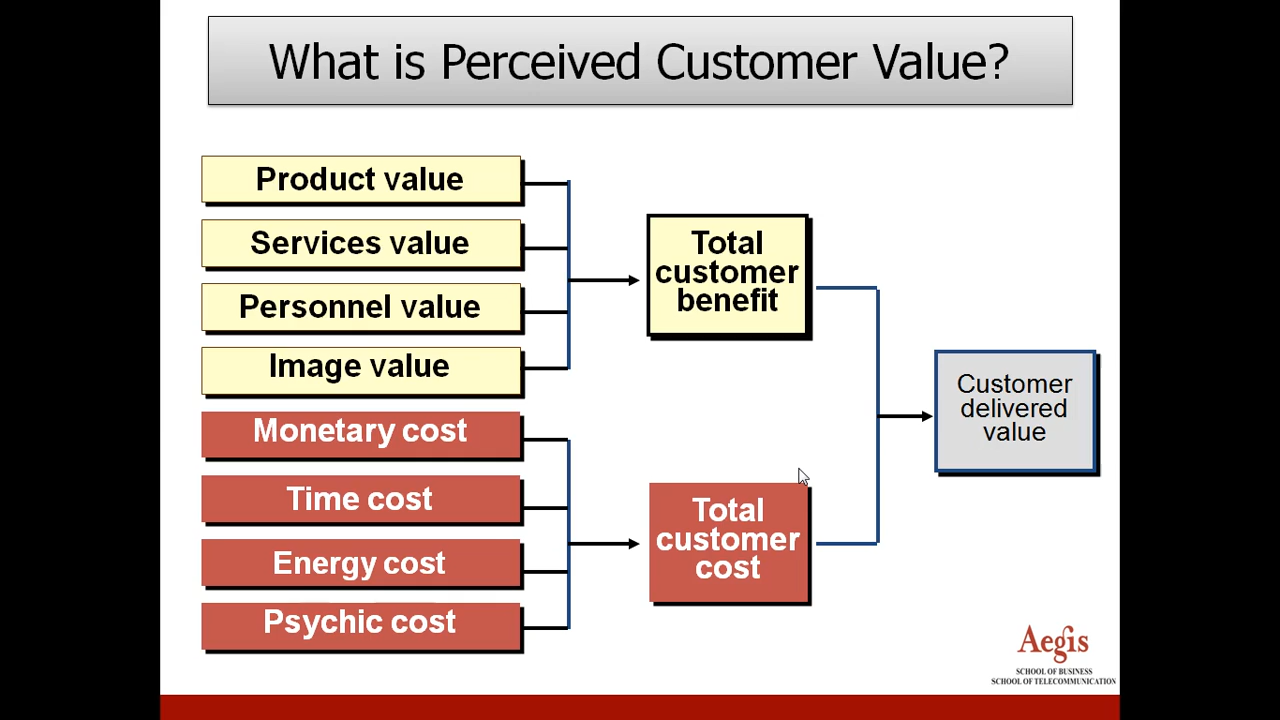 What is Perceived Customer Value?
Product value
Services value
Personnel value
Image value
Monetary cost
Time cost
Energy cost
Psychic cost
Total
customer
benefit
Total
customer
cost
Customer
delivered
value
Aegis
SCHOOL OF BUSINESS
SCHOOL OF TELECOMMUNICATION